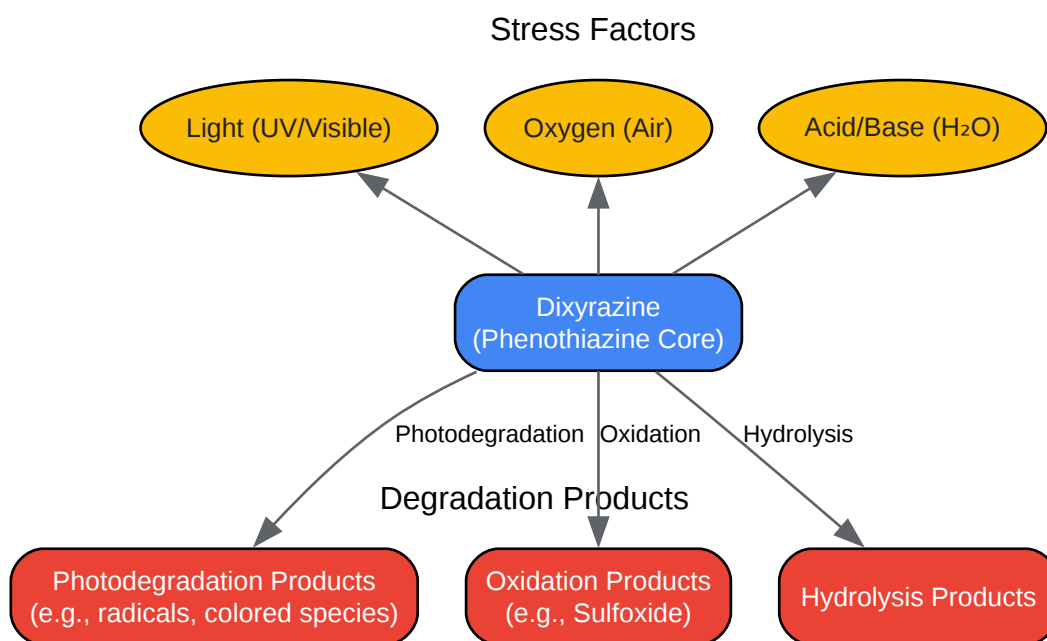 Stress Factors
Light (UV/Visible)
Oxygen (Air)
Acid/Base (H₂O)
Dixyrazine
(Phenothiazine Core)
Photodegradation
Oxidation
Hydrolysis
Degradation Products
Photodegradation Products
(e.g., radicals, colored species)
Oxidation Products
(e.g., Sulfoxide)
Hydrolysis Products